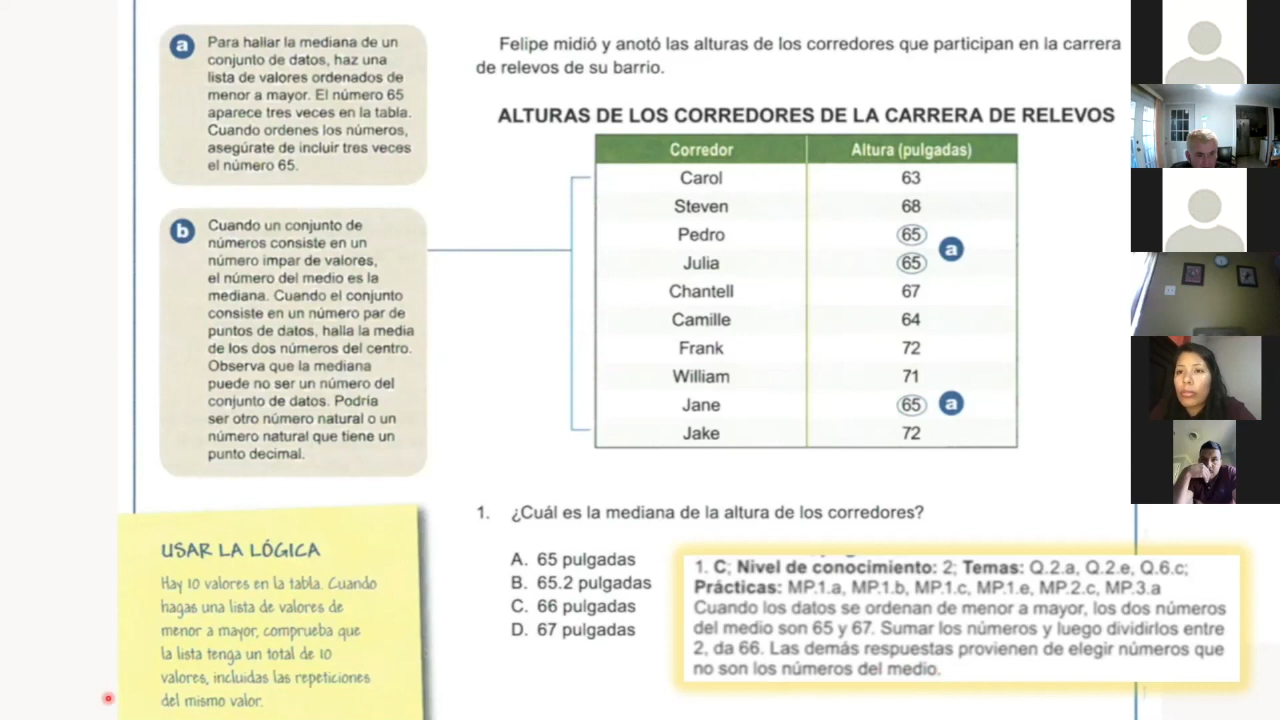 a
Para hallar la mediana de un
conjunto de datos, haz una
lista de valores ordenados de
menor a mayor. El número 65
aparece tres veces en la tabla.
Cuando ordenes los números,
asegúrate de incluir tres veces
el número 65.
b
Cuando un conjunto de
números consiste en un
número impar de valores,
el número del medio es la
mediana. Cuando el conjunto
consiste en un número par de
puntos de datos, halla la media
de los dos números del centro.
Observa que la mediana
puede no ser un número del
conjunto de datos. Podría
ser otro número natural o un
número natural que tiene un
punto decimal.
USAR LA LÓGICA
Hay 10 valores en la tabla. Cuando
hagas una lista de valores de
menor a mayor, comprueba que
la lista tenga un total de 10
valores, incluidas las repeticiones
del mismo valor.
Felipe midió y anotó las alturas de los corredores que participan en la carrera
de relevos de su barrio.
ALTURAS DE LOS CORREDORES DE LA CARRERA DE RELEVOS
Corredor Altura (pulgadas)
Carol 63
Steven 68
Pedro 65
a
Julia 65
Chantell 67
Camille 64
Frank 72
William 71
Jane 65 a
Jake 72
1. ¿Cuál es la mediana de la altura de los corredores?
A. 65 pulgadas
B. 65.2 pulgadas
C. 66 pulgadas
D. 67 pulgadas
1. C; Nivel de conocimiento: 2; Temas: Q.2.a, Q.2.e, Q.6.c;
Prácticas: MP.1.a, MP.1.b, MP.1.c, MP.1.e, MP.2.c, MP.3.a
Cuando los datos se ordenan de menor a mayor, los dos números
del medio son 65 y 67. Sumar los números y luego dividirlos entre
2, da 66. Las demás respuestas provienen de elegir números que
no son los números del medio.